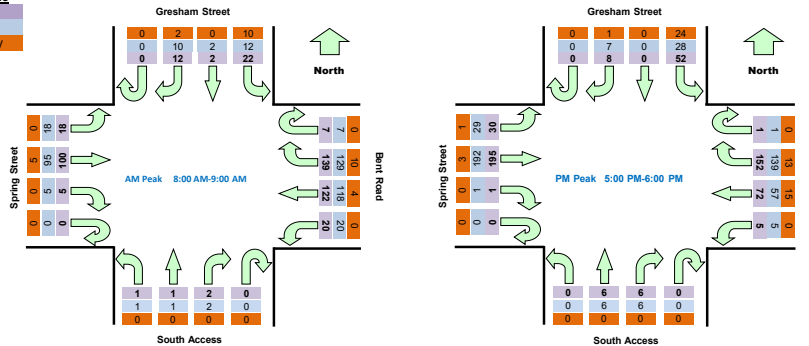 Gresham Street
0 2 0 10
0 10 2 12
0 12 2 22
North
Spring Street
0 18 18
5 95 100
0 5 5
0 0 0
AM Peak 8:00 AM-9:00 AM
7 7 0
139 129 10
122 118 4
20 20 0
Bent Road
1 1 2 0
1 1 2 0
0 0 0 0
South Access
Gresham Street
0 1 0 24
0 7 0 28
0 8 0 52
North
Spring Street
1 29 30
3 192 195
0 1 1
0 0 0
PM Peak 5:00 PM-6:00 PM
1 1 0
152 139 13
72 57 15
5 5 0
0 6 6 0
0 6 6 0
0 0 0 0
South Access